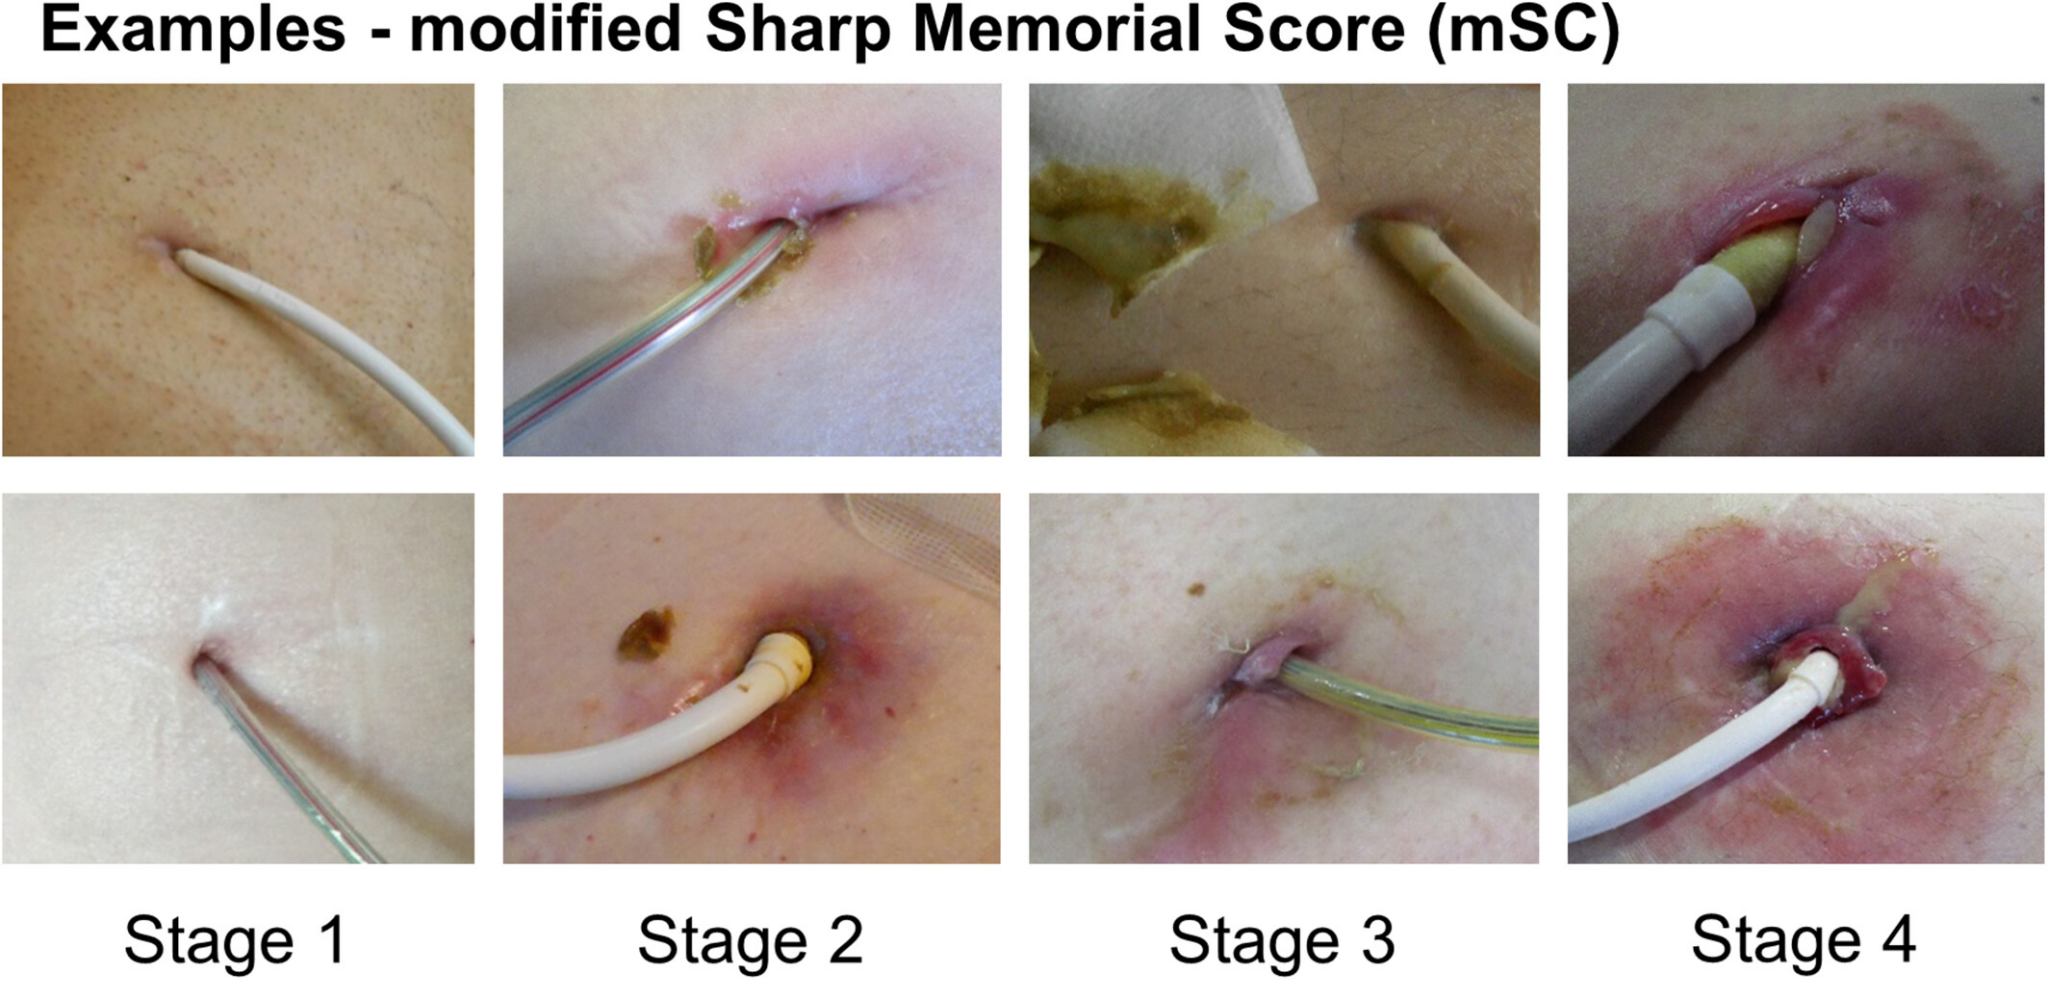 Examples - modified Sharp Memorial Score (mSC)
Stage 1
Stage 2
Stage 3
Stage 4